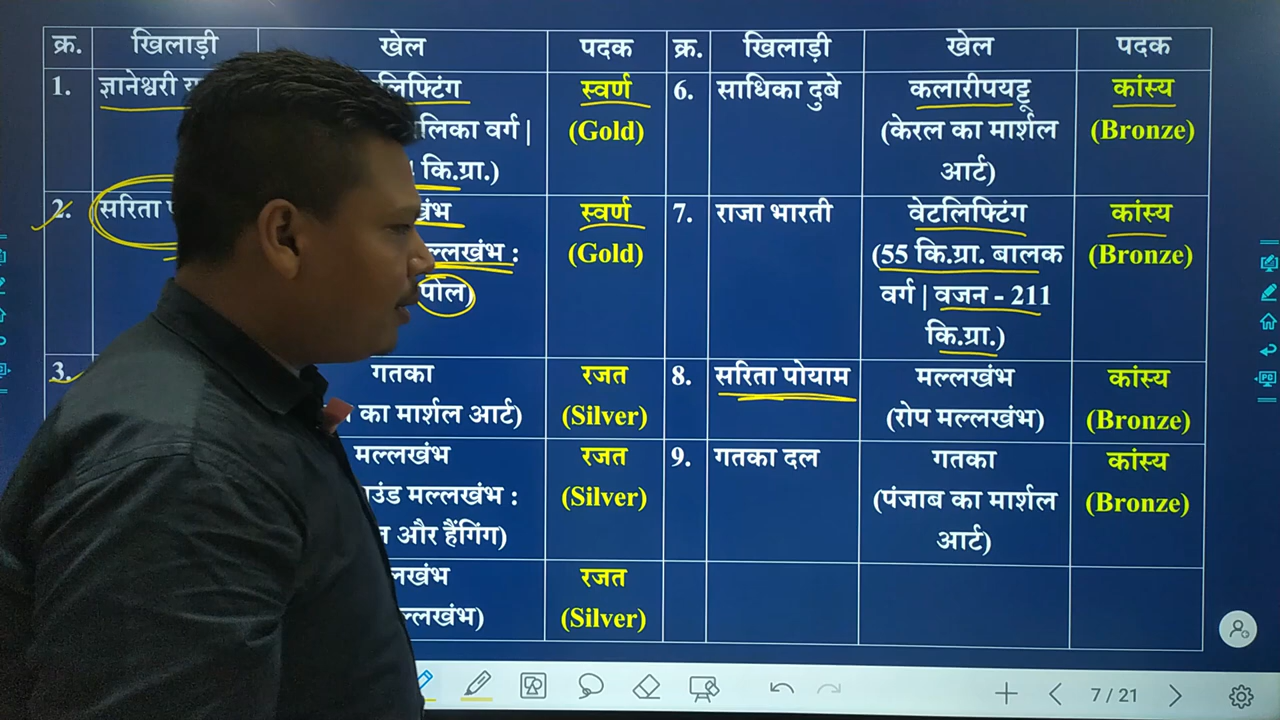 क्र. खिलाड़ी खेल पदक क्र. खिलाड़ी खेल पदक
1. ज्ञानेश्वरी स्वर्ण 6. साधिका दुबे कलारीपयट्टू कांस्य
वर्ग | (Gold) (केरल का मार्शल (Bronze)
कि.ग्रा.) आर्ट)
2. सरिता स्वर्ण 7. राजा भारती वेटलिफ्टिंग कांस्य
: (Gold) (55 कि.ग्रा. बालक (Bronze)
पोल) वर्ग | वजन - 211
कि.ग्रा.)
3. गतका रजत 8. सरिता पोयाम मल्लखंभ कांस्य
का मार्शल आर्ट) (Silver) (रोप मल्लखंभ) (Bronze)
मल्लखंभ रजत 9. गतका दल गतका कांस्य
मल्लखंभ : (Silver) (पंजाब का मार्शल (Bronze)
और हैंगिंग) आर्ट)
रजत
(Silver)
7 / 21